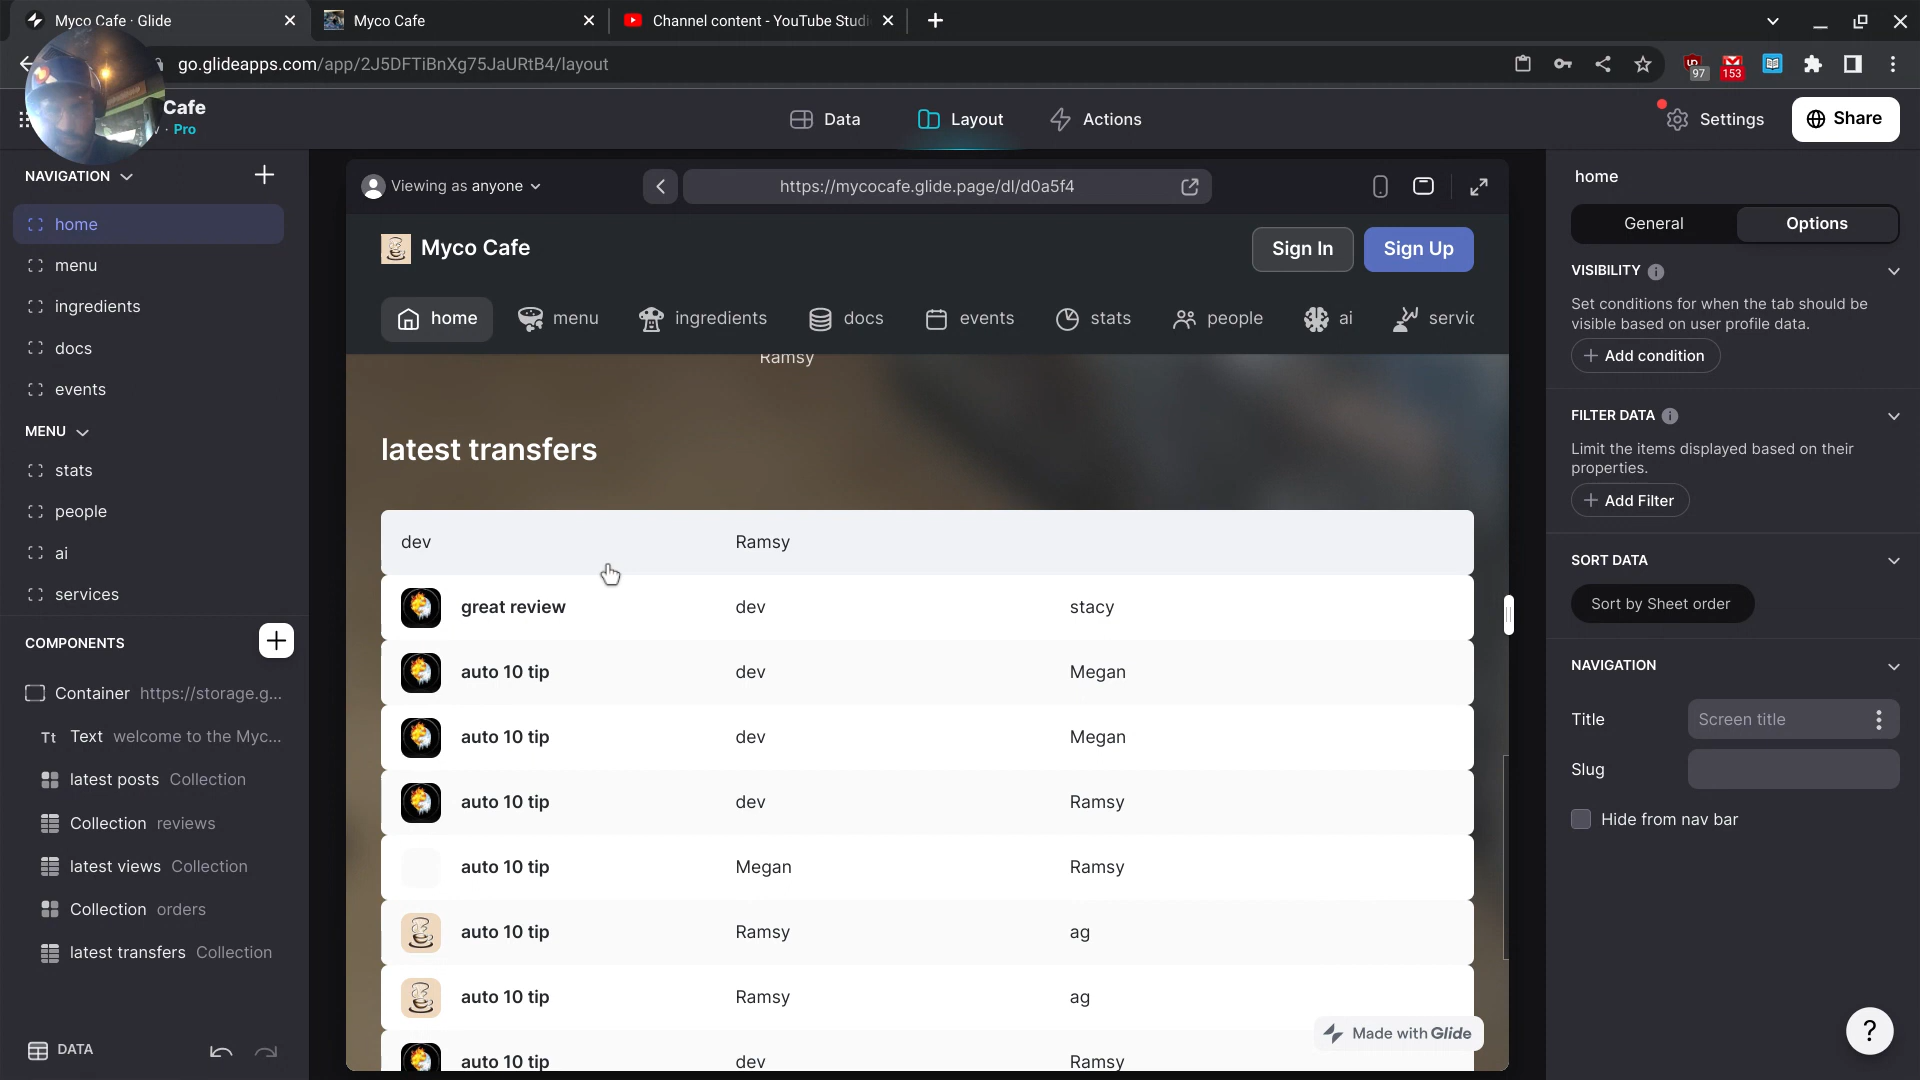 Myco Cafe · Glide
Myco Cafe
Channel content - YouTube Studi
go.glideapps.com/app/2J5DFTiBnXg75JaURtB4/layout
97
153
Cafe
· Pro
Data
Layout
Actions
Settings
Share
NAVIGATION
home
menu
ingredients
docs
events
MENU
stats
people
ai
services
COMPONENTS
Container https://storage.g...
Tt Text welcome to the Myc...
latest posts Collection
Collection reviews
latest views Collection
Collection orders
latest transfers Collection
DATA
Viewing as anyone
https://mycocafe.glide.page/dl/d0a5f4
Myco Cafe
Sign In
Sign Up
home
menu
ingredients
docs
events
stats
people
ai
servic
Ramsy
latest transfers
dev Ramsy
great review dev stacy
auto 10 tip dev Megan
auto 10 tip dev Megan
auto 10 tip dev Ramsy
auto 10 tip Megan Ramsy
auto 10 tip Ramsy ag
auto 10 tip Ramsy ag
auto 10 tip dev Ramsy
Made with Glide
home
General
Options
VISIBILITY
Set conditions for when the tab should be
visible based on user profile data.
+ Add condition
FILTER DATA
Limit the items displayed based on their
properties.
+ Add Filter
SORT DATA
Sort by Sheet order
NAVIGATION
Title Screen title
Slug
Hide from nav bar
?